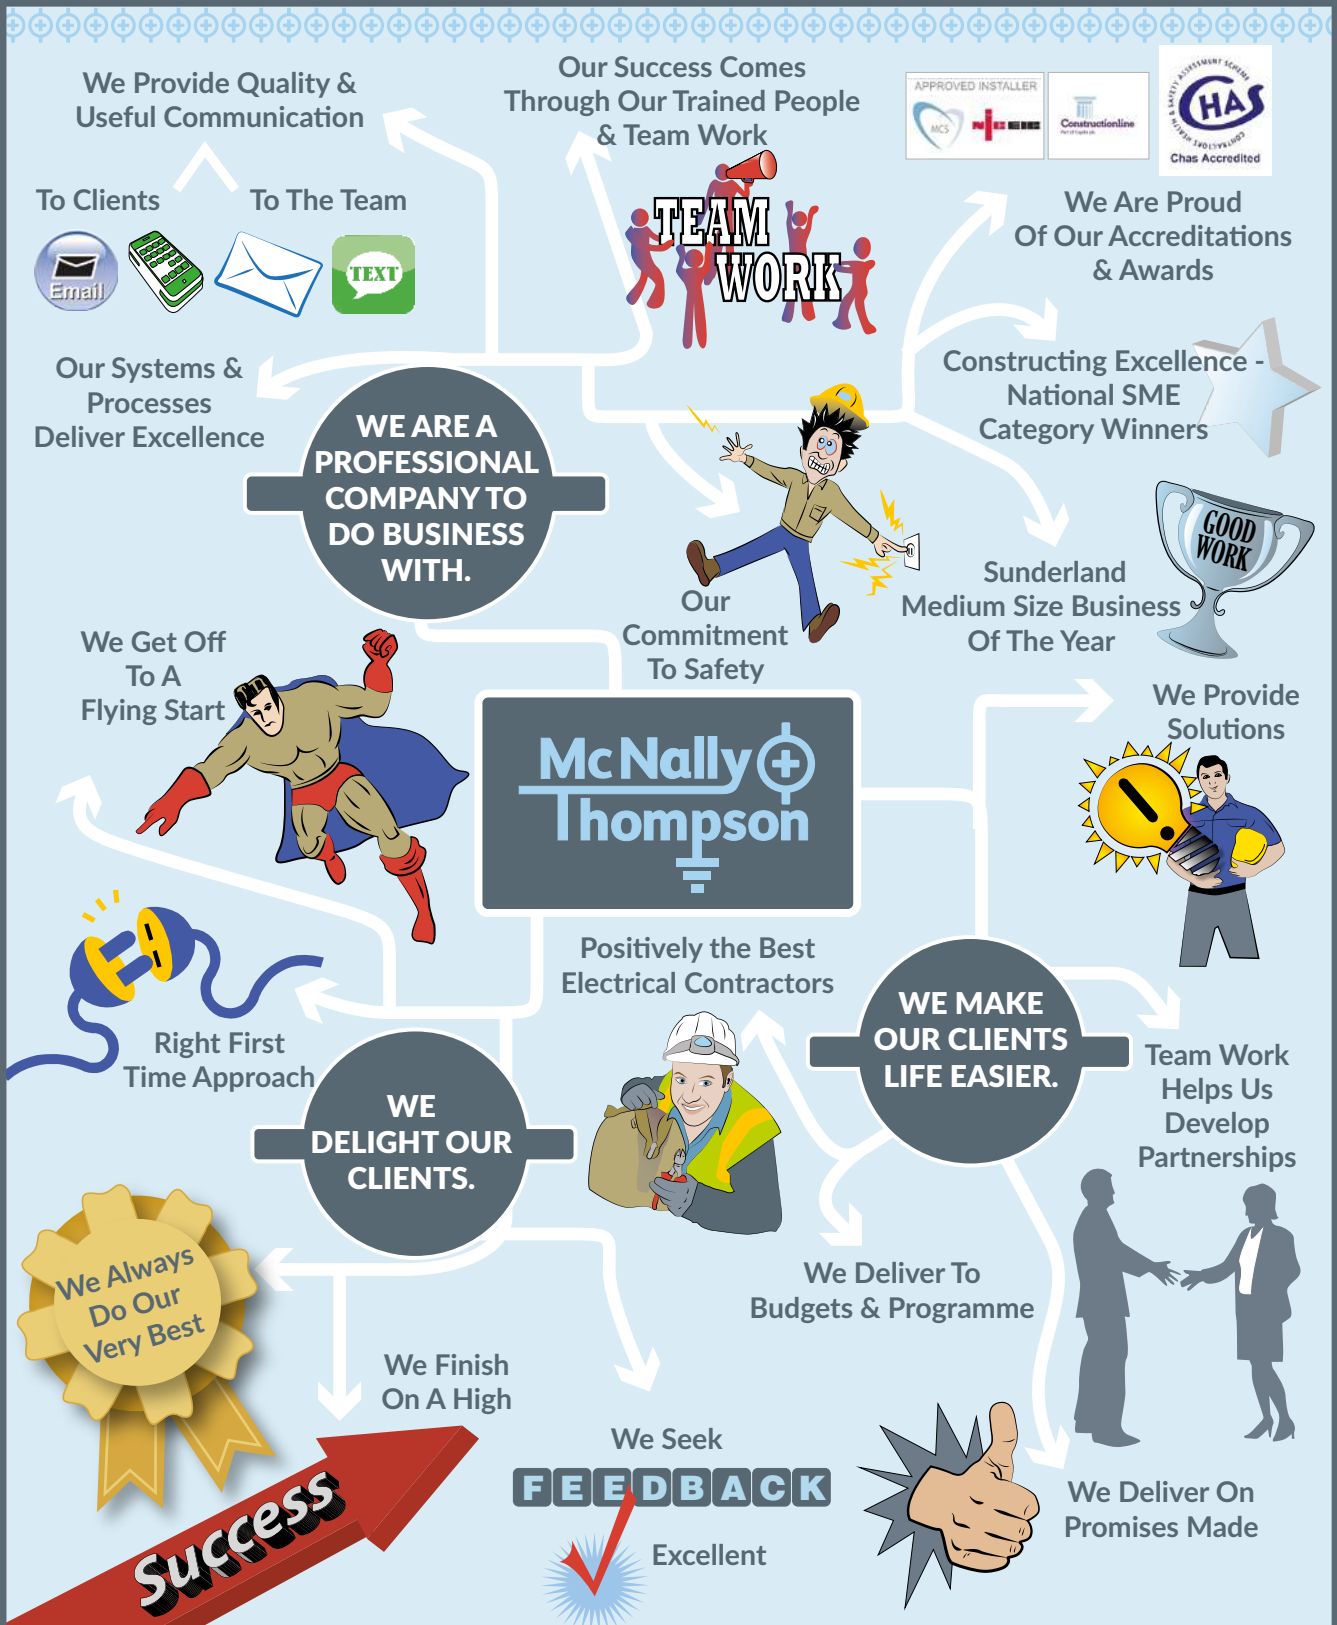 We Provide Quality &
Useful Communication
To Clients
To The Team
Email
TEXT
Our Success Comes
Through Our Trained People
& Team Work
TEAM
WORK
APPROVED INSTALLER
MCS
NICEIC
Constructionline
CONTRACTORS HEALTH & SAFETY ASSESSMENT SCHEME
CHAS
Chas Accredited
We Are Proud
Of Our Accreditations
& Awards
Constructing Excellence -
National SME
Category Winners
Our Systems &
Processes
Deliver Excellence
WE ARE A
PROFESSIONAL
COMPANY TO
DO BUSINESS
WITH.
GOOD
WORK
Sunderland
Medium Size Business
Of The Year
Our
Commitment
To Safety
We Get Off
To A
Flying Start
McNally
Thompson
We Provide
Solutions
Positively the Best
Electrical Contractors
WE MAKE
OUR CLIENTS
LIFE EASIER.
Right First
Time Approach
Team Work
Helps Us
Develop
Partnerships
WE
DELIGHT OUR
CLIENTS.
We Always
Do Our
Very Best
We Deliver To
Budgets & Programme
We Finish
On A High
Success
We Seek
FEEDBACK
Excellent
We Deliver On
Promises Made